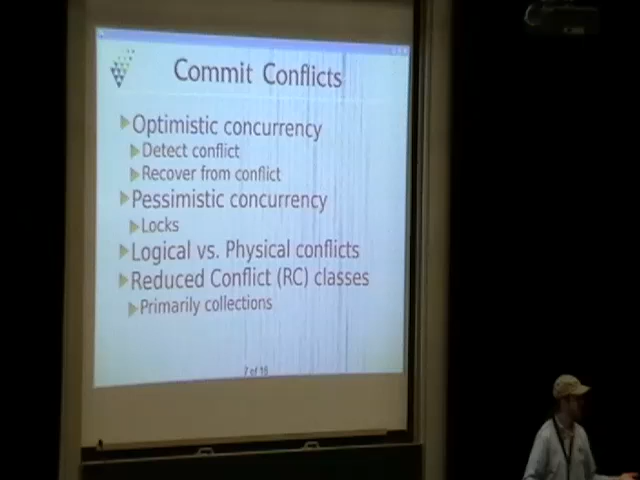 Commit Conflicts
Optimistic concurrency
Detect conflict
Recover from conflict
Pessimistic concurrency
Locks
Logical vs. Physical conflicts
Reduced Conflict (RC) classes
Primarily collections
7 of 16